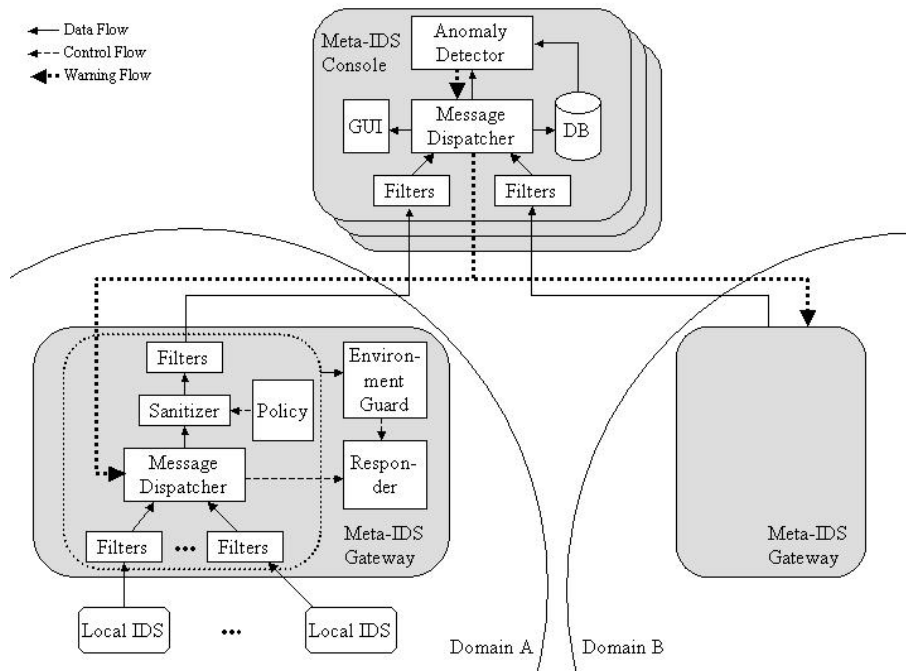 Data Flow
Control Flow
Warning Flow
Meta-IDS
Console
Anomaly
Detector
GUI
Message
Dispatcher
DB
Filters
Filters
Filters
Sanitizer
Policy
Environ-
ment
Guard
Message
Dispatcher
Respon-
der
Filters
•••
Filters
Meta-IDS
Gateway
Meta-IDS
Gateway
Local IDS
•••
Local IDS
Domain A
Domain B